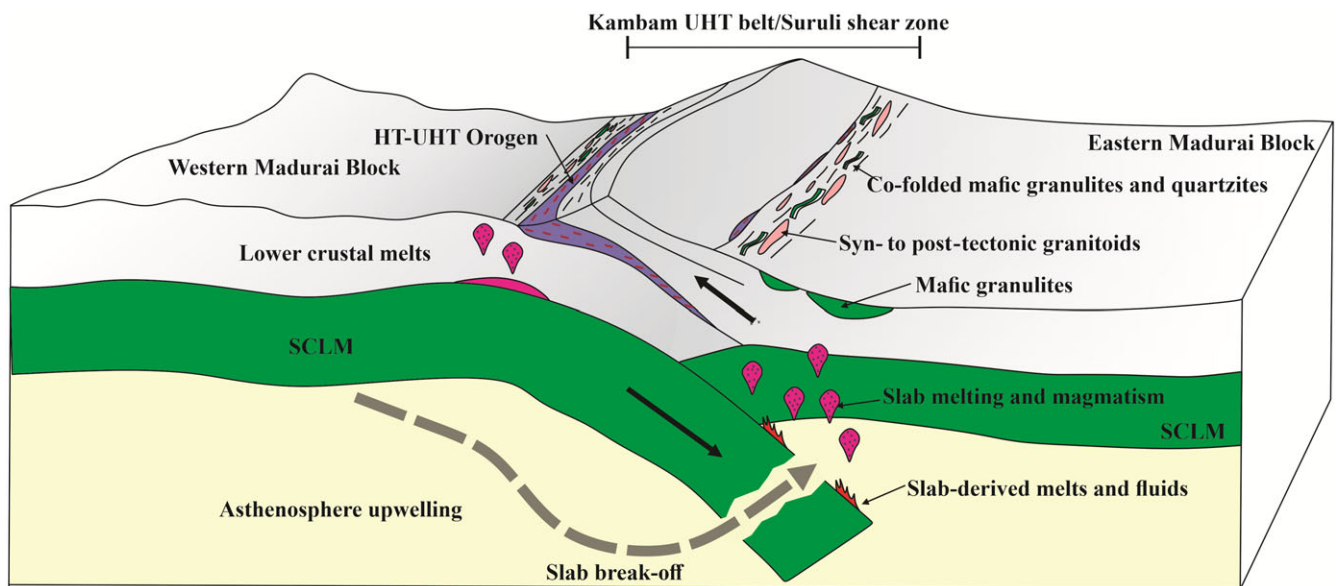 Kambam UHT belt/Suruli shear zone
HT-UHT Orogen
Western Madurai Block
Eastern Madurai Block
Co-folded mafic granulites and quartzites
Syn- to post-tectonic granitoids
Lower crustal melts
Mafic granulites
SCLM
Slab melting and magmatism
SCLM
Slab-derived melts and fluids
Asthenosphere upwelling
Slab break-off